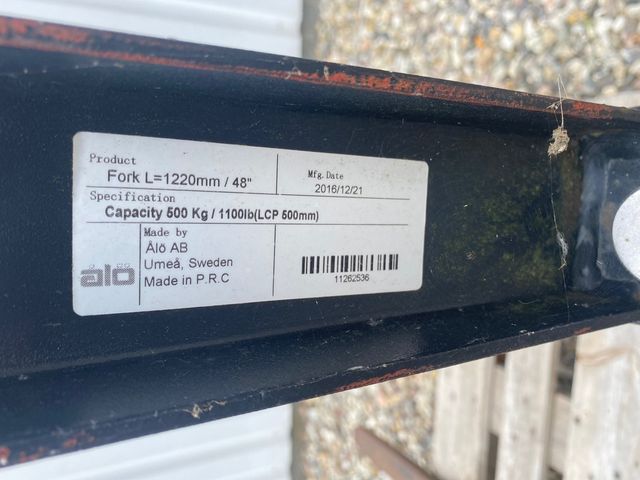 Product
Fork L=1220mm / 48"
Mfg.Date
2016/12/21
Specification
Capacity 500 Kg / 1100lb(LCP 500mm)
ålö
Made by
Ålö AB
Umeå, Sweden
Made in P.R.C
11262536